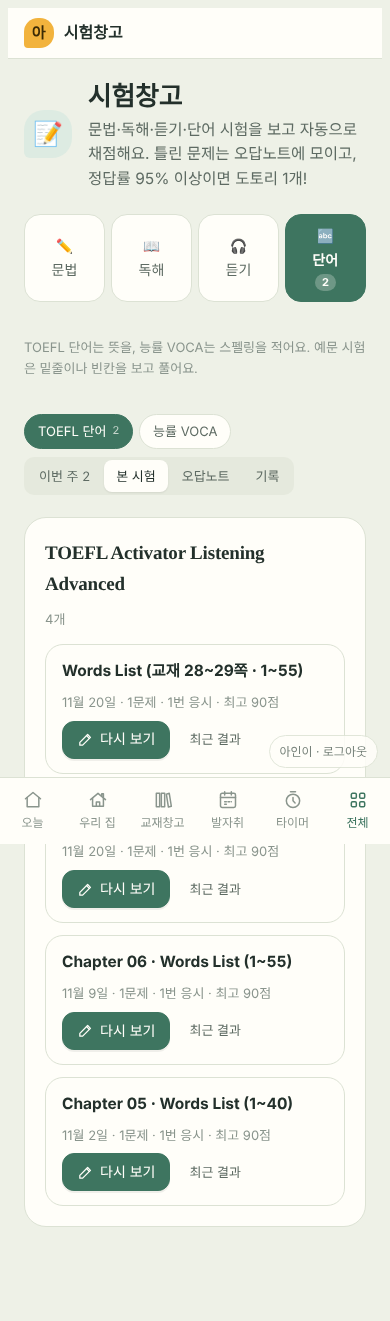 아 시험창고
시험창고
문법·독해·듣기·단어 시험을 보고 자동으로
채점해요. 틀린 문제는 오답노트에 모이고,
정답률 95% 이상이면 도토리 1개!
문법
독해
듣기
abc
단어
2
TOEFL 단어는 뜻을, 능률 VOCA는 스펠링을 적어요. 예문 시험
은 밑줄이나 빈칸을 보고 풀어요.
TOEFL 단어 2
능률 VOCA
이번 주 2
본 시험
오답노트
기록
TOEFL Activator Listening
Advanced
4개
Words List (교재 28~29쪽 · 1~55)
11월 20일 · 1문제 · 1번 응시 · 최고 90점
다시 보기
최근 결과
아인이 · 로그아웃
오늘
우리 집
교재창고
발자취
타이머
전체
11월 20일 · 1문제 · 1번 응시 · 최고 90점
다시 보기
최근 결과
Chapter 06 · Words List (1~55)
11월 9일 · 1문제 · 1번 응시 · 최고 90점
다시 보기
최근 결과
Chapter 05 · Words List (1~40)
11월 2일 · 1문제 · 1번 응시 · 최고 90점
다시 보기
최근 결과